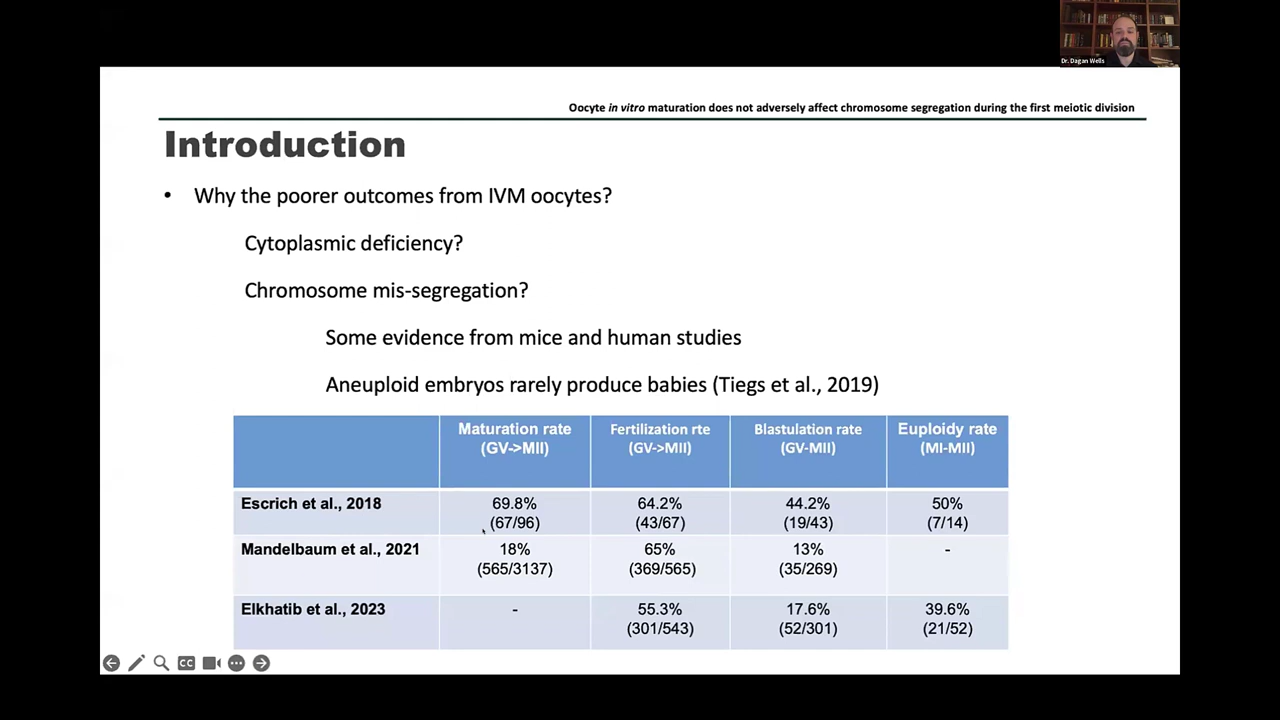 Dr. Dagan Wells
Oocyte in vitro maturation does not adversely affect chromosome segregation during the first meiotic division
Introduction
• Why the poorer outcomes from IVM oocytes?
Cytoplasmic deficiency?
Chromosome mis-segregation?
Some evidence from mice and human studies
Aneuploid embryos rarely produce babies (Tiegs et al., 2019)
Maturation rate Fertilization rte Blastulation rate Euploidy rate
(GV->MII) (GV->MII) (GV-MII) (MI-MII)
Escrich et al., 2018 69.8% 64.2% 44.2% 50%
(67/96) (43/67) (19/43) (7/14)
Mandelbaum et al., 2021 18% 65% 13% -
(565/3137) (369/565) (35/269)
Elkhatib et al., 2023 - 55.3% 17.6% 39.6%
(301/543) (52/301) (21/52)
CC